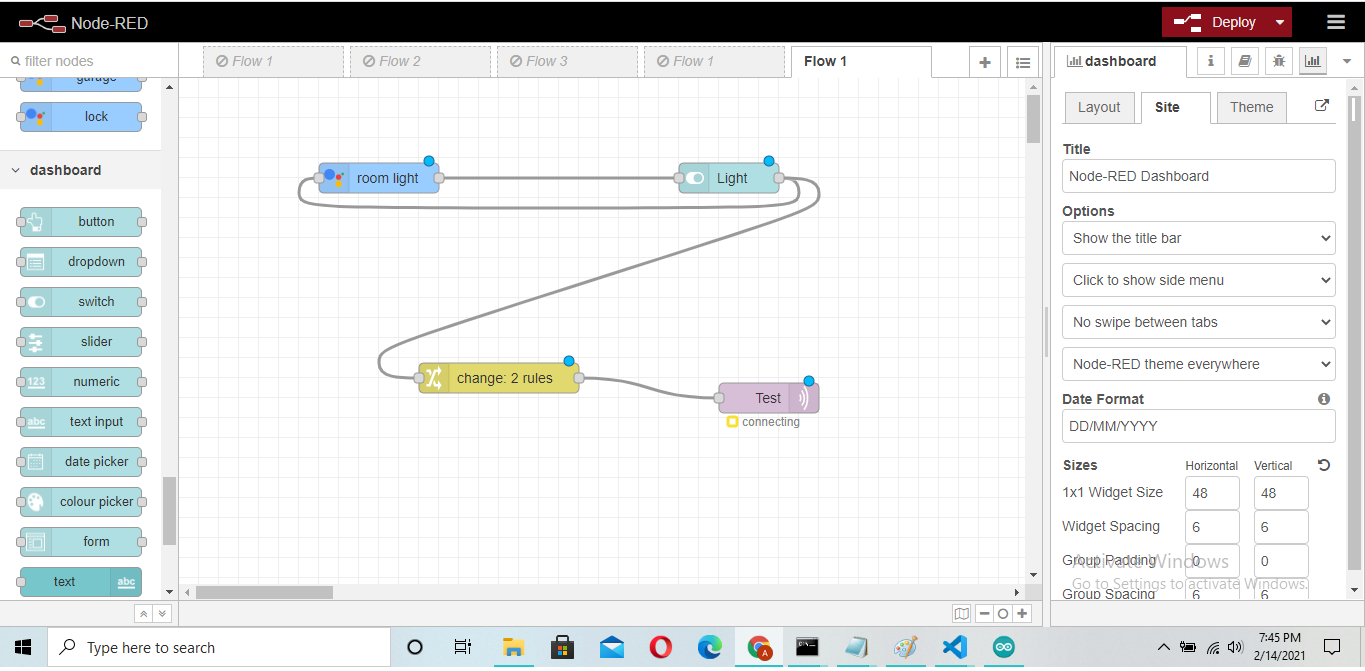 Node-RED
Deploy
filter nodes
Flow 1
Flow 2
Flow 3
Flow 1
Flow 1
dashboard
garage
lock
dashboard
button
dropdown
switch
slider
123
numeric
abc
text input
date picker
colour picker
form
text
abc
room light
Light
change: 2 rules
Test
connecting
Layout
Site
Theme
Title
Node-RED Dashboard
Options
Show the title bar
Click to show side menu
No swipe between tabs
Node-RED theme everywhere
Date Format
DD/MM/YYYY
Sizes Horizontal Vertical
1x1 Widget Size 48 48
Widget Spacing 6 6
Group Padding 0 0
Group Spacing 6 6
Activate Windows
Go to Settings to activate Windows.
Type here to search
A
7:45 PM
2/14/2021